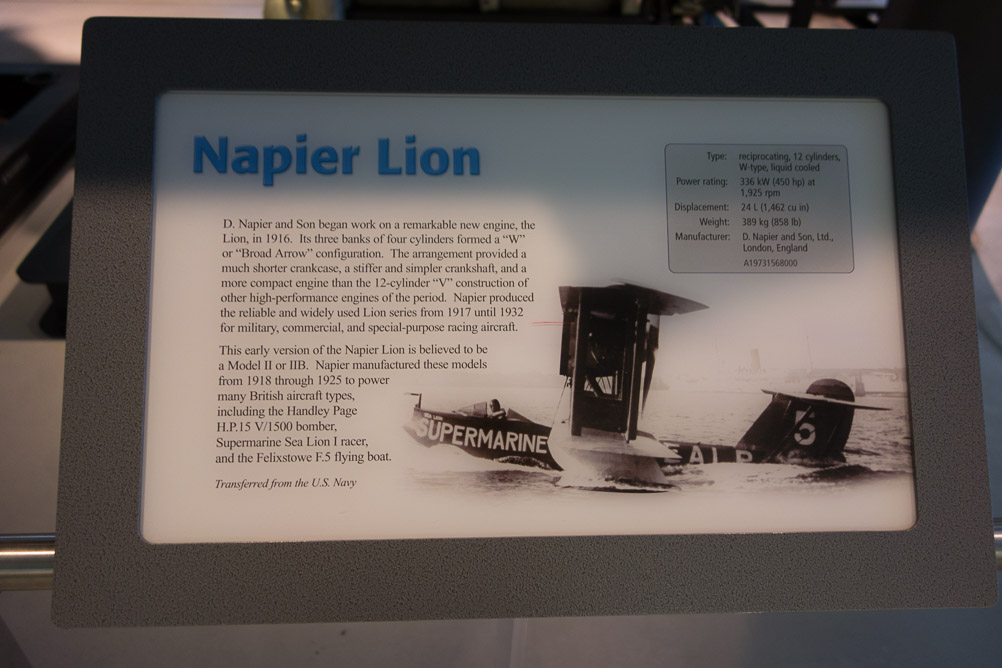 Napier Lion
D. Napier and Son began work on a remarkable new engine, the
Lion, in 1916. Its three banks of four cylinders formed a “W”
or “Broad Arrow” configuration. The arrangement provided a
much shorter crankcase, a stiffer and simpler crankshaft, and a
more compact engine than the 12-cylinder “V” construction of
other high-performance engines of the period. Napier produced
the reliable and widely used Lion series from 1917 until 1932
for military, commercial, and special-purpose racing aircraft.
This early version of the Napier Lion is believed to be
a Model II or IIB. Napier manufactured these models
from 1918 through 1925 to power
many British aircraft types,
including the Handley Page
H.P.15 V/1500 bomber,
Supermarine Sea Lion I racer,
and the Felixstowe F.5 flying boat.
Transferred from the U.S. Navy
Type: reciprocating, 12 cylinders,
W-type, liquid cooled
Power rating: 336 kW (450 hp) at
1,925 rpm
Displacement: 24 L (1,462 cu in)
Weight: 389 kg (858 lb)
Manufacturer: D. Napier and Son, Ltd.,
London, England
A19731568000
SEA LION
SUPERMARINE
5